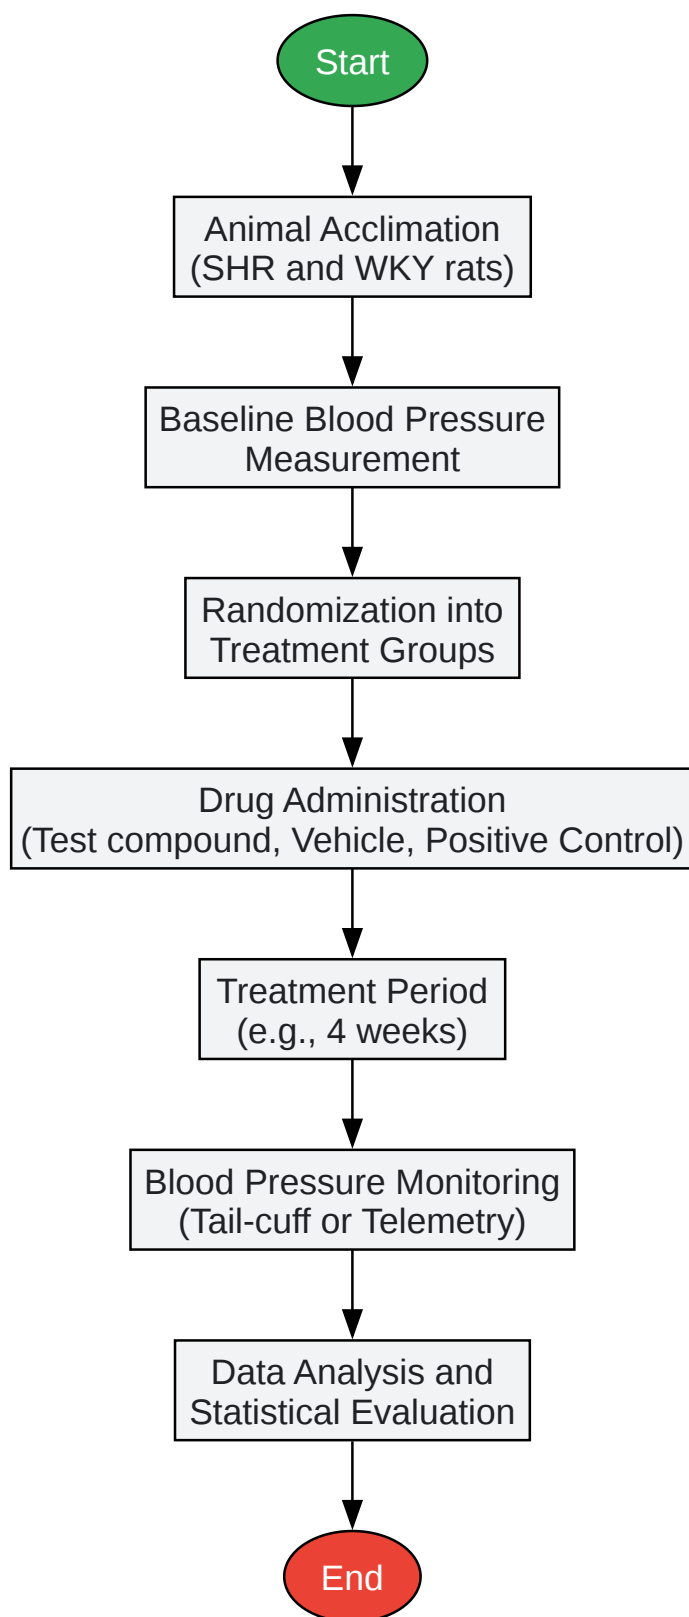 Start
Animal Acclimation
(SHR and WKY rats)
Baseline Blood Pressure
Measurement
Randomization into
Treatment Groups
Drug Administration
(Test compound, Vehicle, Positive Control)
Treatment Period
(e.g., 4 weeks)
Blood Pressure Monitoring
(Tail-cuff or Telemetry)
Data Analysis and
Statistical Evaluation
End